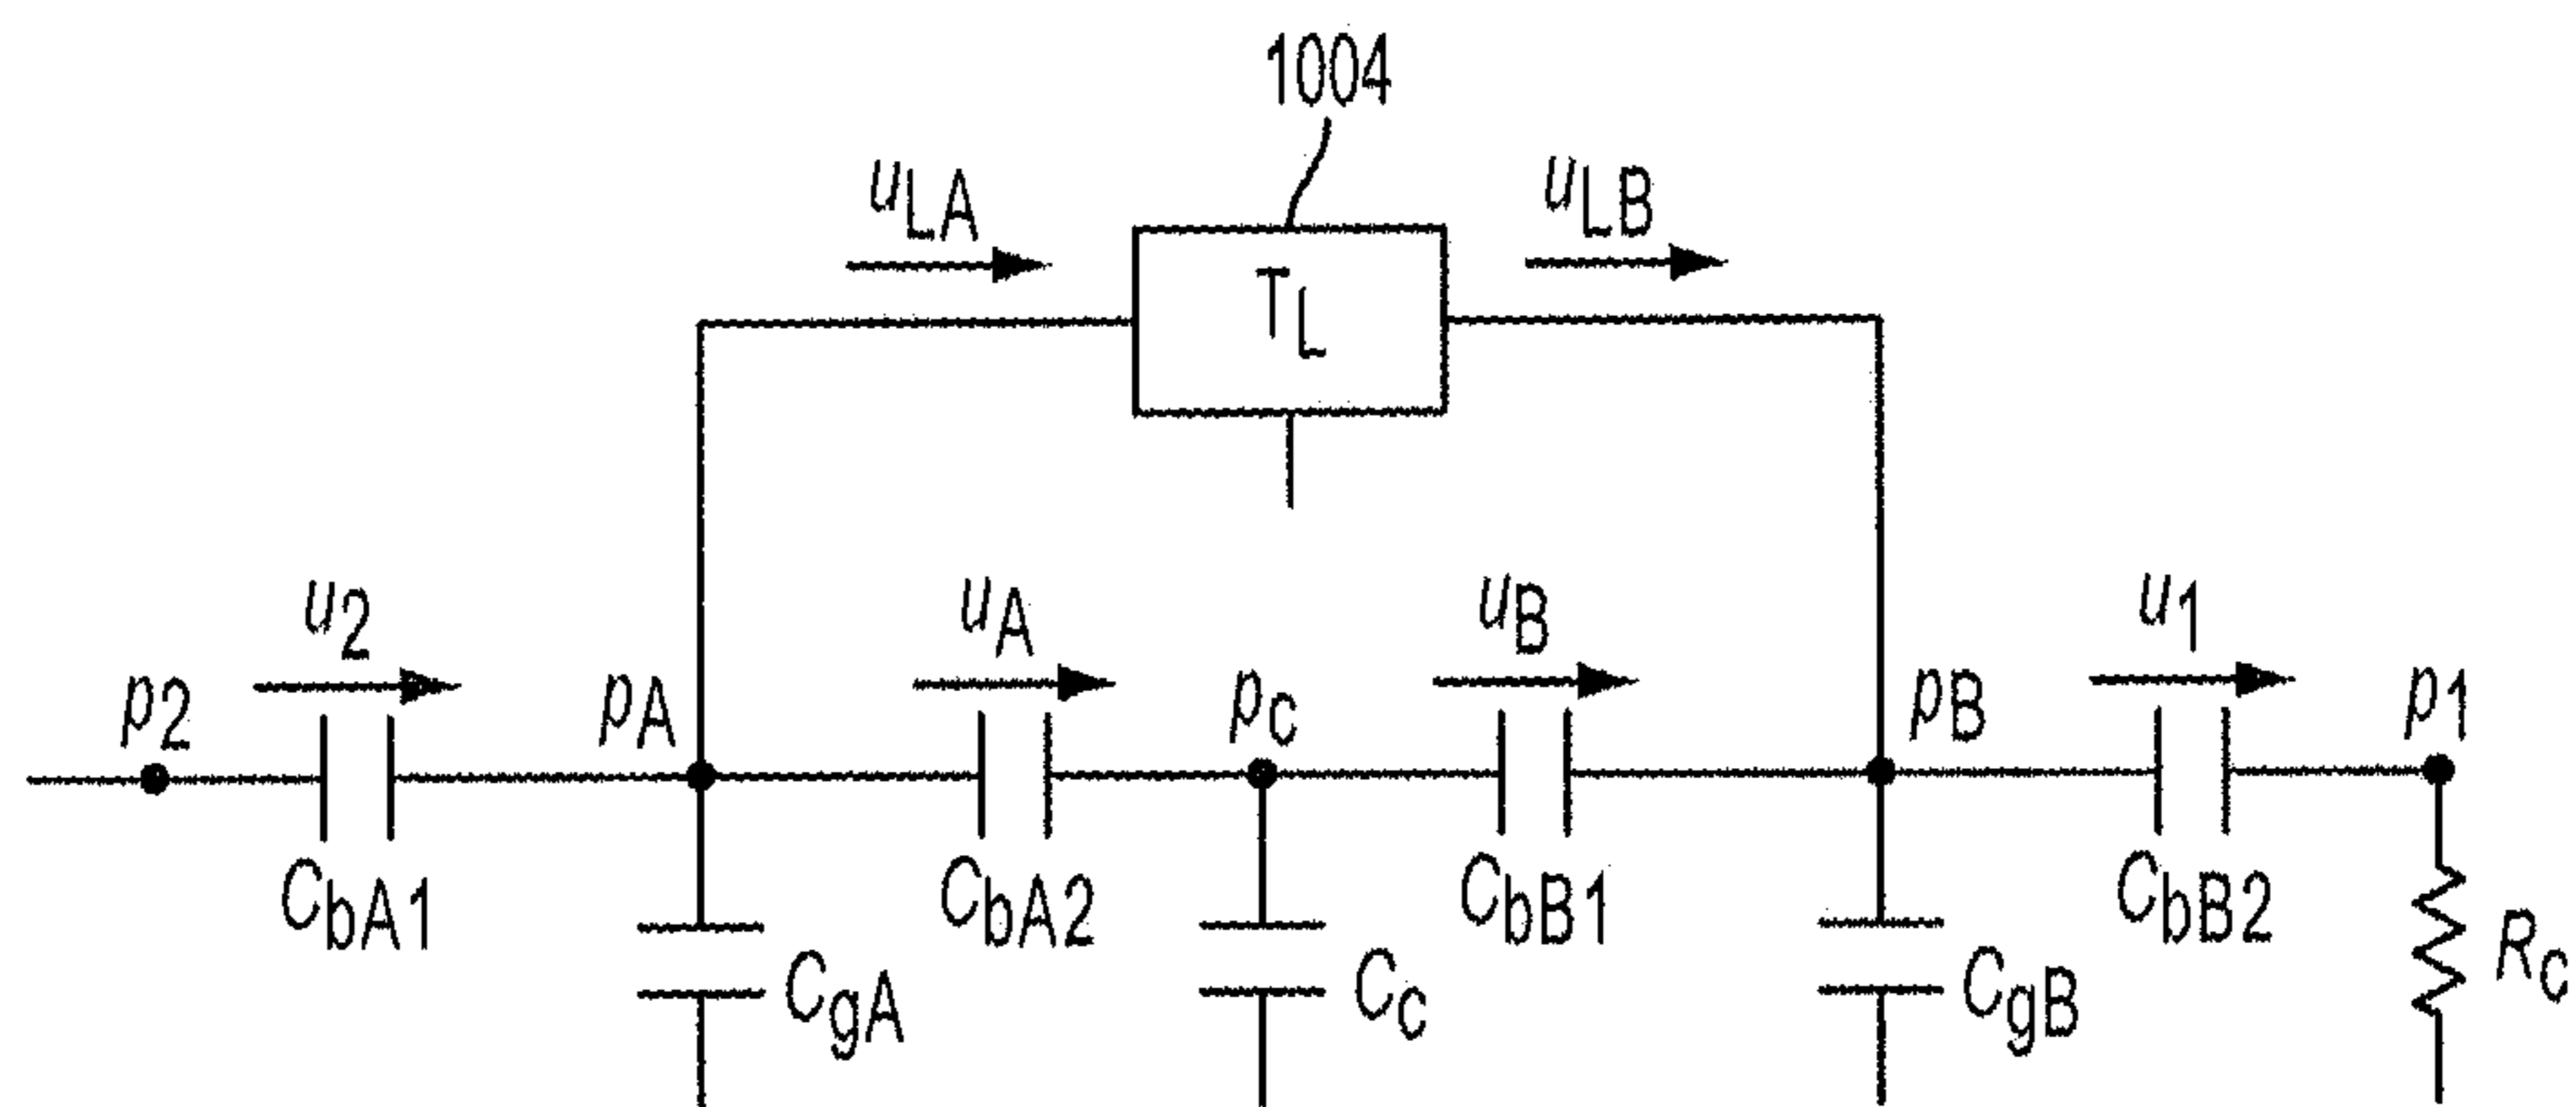 1004
uLA
uLB
TL
u2
uA
uB
u1
p2
pA
pc
pB
p1
CbA1
CbA2
CbB1
CbB2
CgA
Cc
CgB
Rc